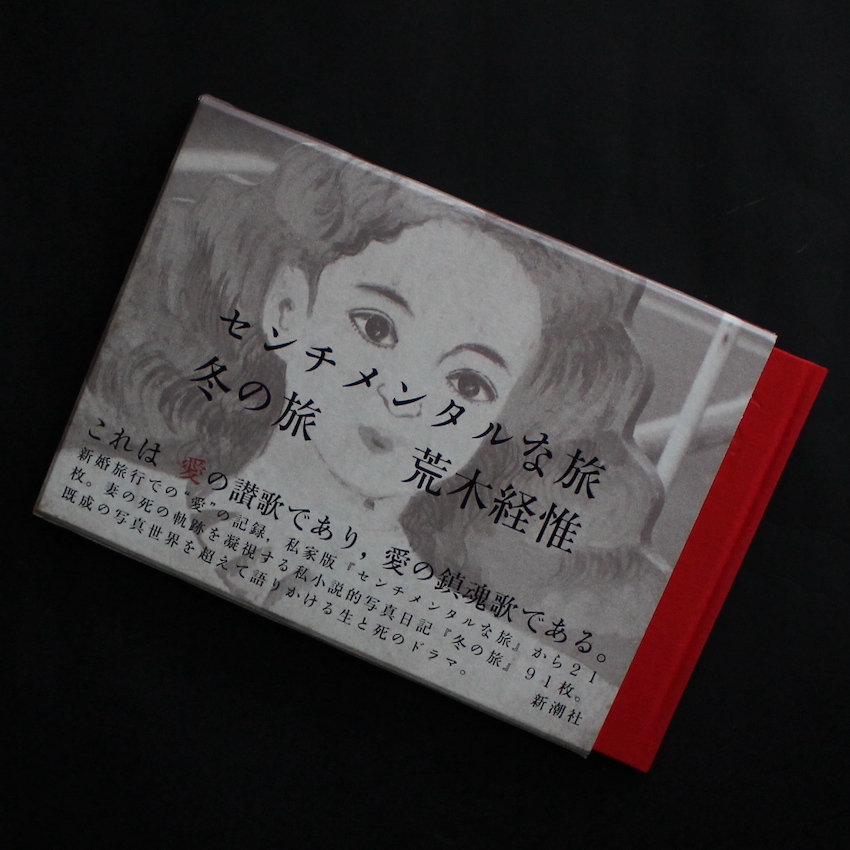 センチメンタルな旅
冬の旅
荒木経惟
これは 愛の讃歌であり，愛の鎮魂歌である。
新婚旅行での“愛”の記録，私家版『センチメンタルな旅』から２１
枚。妻の死の軌跡を凝視する私小説的写真日記『冬の旅』９１枚。
既成の写真世界を超えて語りかける生と死のドラマ。
新潮社